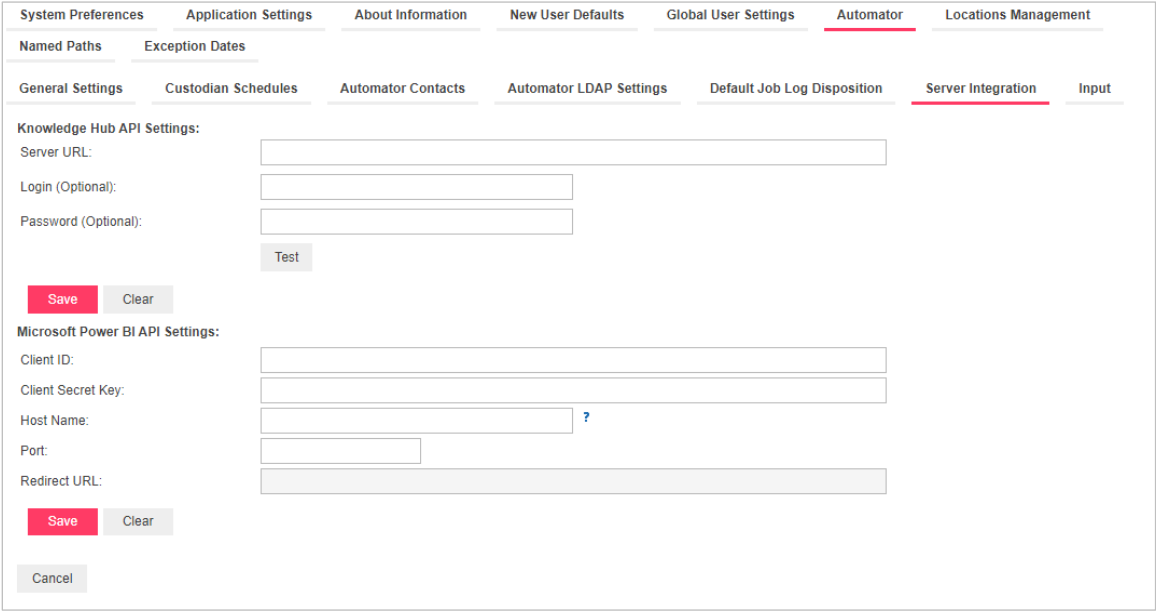 System Preferences Application Settings About Information New User Defaults Global User Settings Automator Locations Management
Named Paths Exception Dates
General Settings Custodian Schedules Automator Contacts Automator LDAP Settings Default Job Log Disposition Server Integration Input
Knowledge Hub API Settings:
Server URL:
Login (Optional):
Password (Optional):
Test
Save Clear
Microsoft Power BI API Settings:
Client ID:
Client Secret Key:
Host Name: ?
Port:
Redirect URL:
Save Clear
Cancel